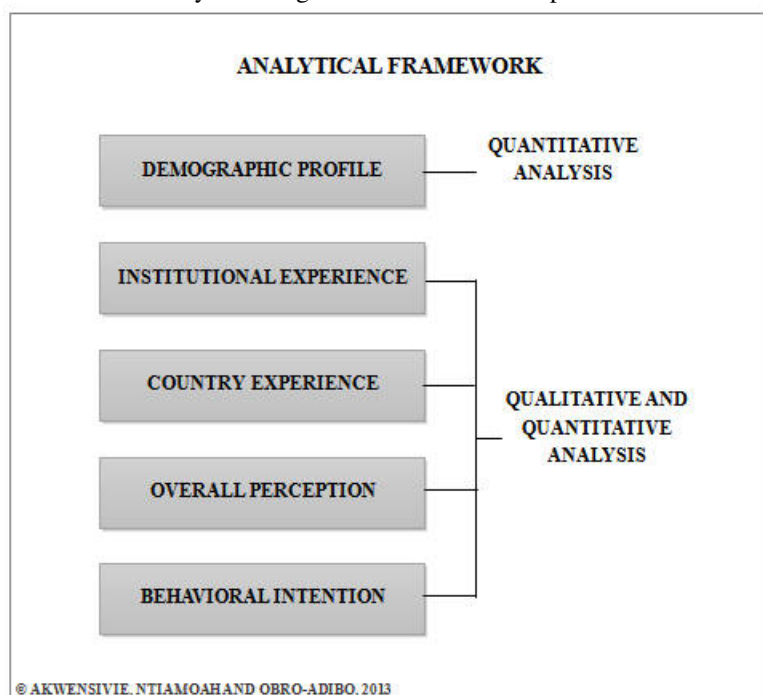 ANALYTICAL FRAMEWORK
DEMOGRAPHIC PROFILE
QUANTITATIVE
ANALYSIS
INSTITUTIONAL EXPERIENCE
COUNTRY EXPERIENCE
OVERALL PERCEPTION
BEHAVIORAL INTENTION
QUALITATIVE AND
QUANTITATIVE
ANALYSIS
© AKWENSIVIE, NTIAMOAH AND OBRO-ADIBO, 2013